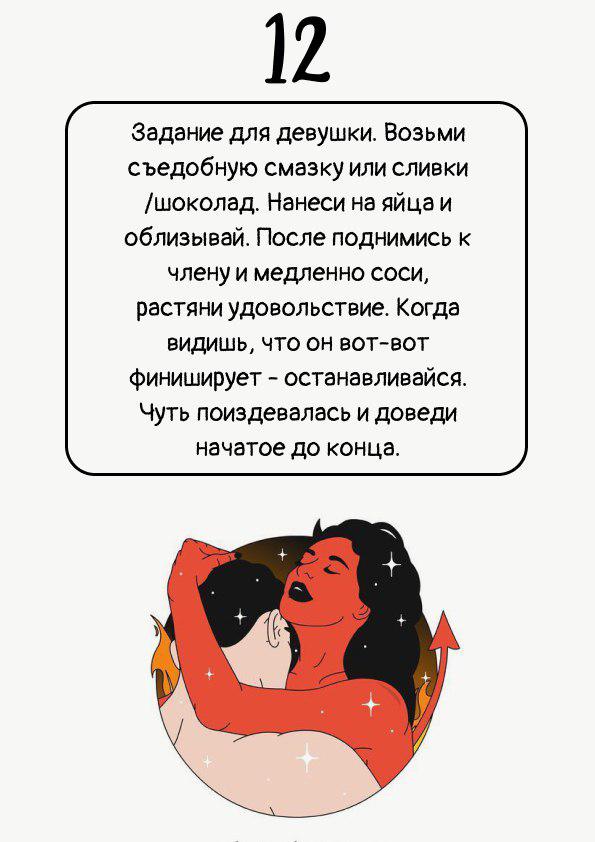 12
Задание для девушки. Возьми
съедобную смазку или сливки
/шоколад. Нанеси на яйца и
облизывай. После поднимись к
члену и медленно соси,
растяни удовольствие. Когда
видишь, что он вот-вот
финиширует - останавливайся.
Чуть поиздевалась и доведи
начатое до конца.